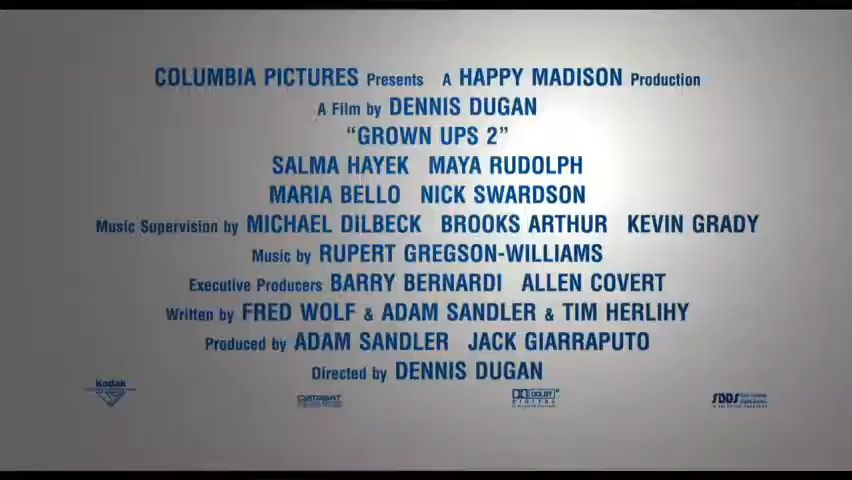 COLUMBIA PICTURES Presents A HAPPY MADISON Production
A Film by DENNIS DUGAN
“GROWN UPS 2”
SALMA HAYEK MAYA RUDOLPH
MARIA BELLO NICK SWARDSON
Music Supervision by MICHAEL DILBECK BROOKS ARTHUR KEVIN GRADY
Music by RUPERT GREGSON-WILLIAMS
Executive Producers BARRY BERNARDI ALLEN COVERT
Written by FRED WOLF & ADAM SANDLER & TIM HERLIHY
Produced by ADAM SANDLER JACK GIARRAPUTO
Directed by DENNIS DUGAN
Kodak
DATASAT
DOLBY
DIGITAL
SDDS